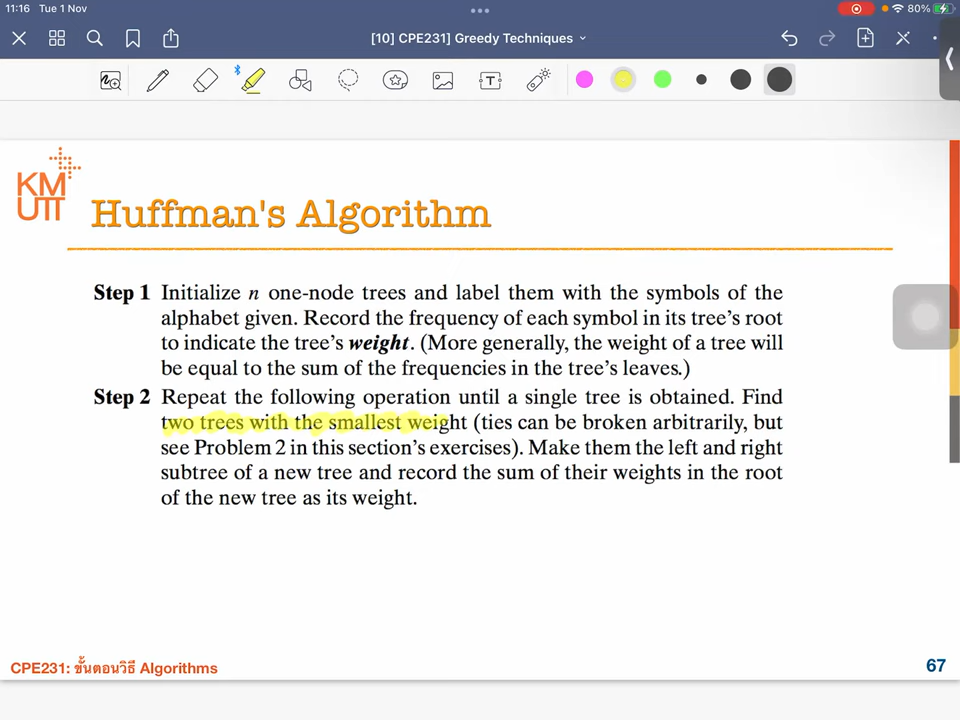 11:16 Tue 1 Nov
80%
[10] CPE231] Greedy Techniques
T
KM
UTT
Huffman's Algorithm
Step 1 Initialize n one-node trees and label them with the symbols of the
alphabet given. Record the frequency of each symbol in its tree's root
to indicate the tree's weight. (More generally, the weight of a tree will
be equal to the sum of the frequencies in the tree's leaves.)
Step 2 Repeat the following operation until a single tree is obtained. Find
two trees with the smallest weight (ties can be broken arbitrarily, but
see Problem 2 in this section's exercises). Make them the left and right
subtree of a new tree and record the sum of their weights in the root
of the new tree as its weight.
CPE231: ขั้นตอนวิธี Algorithms
67